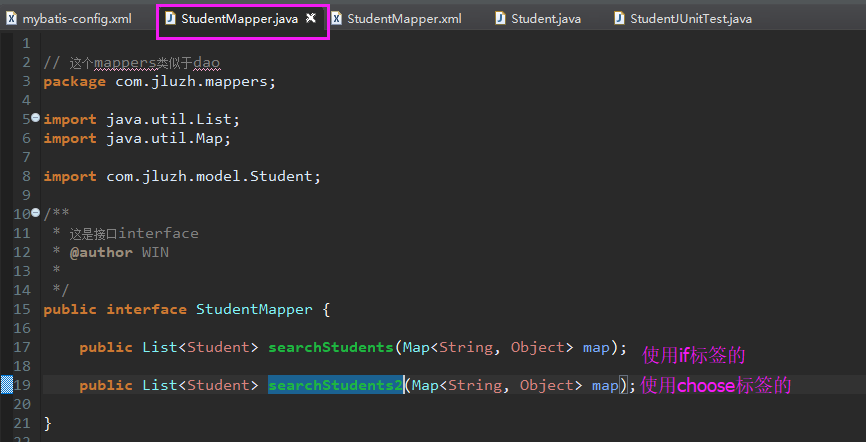 mybatis-config.xml StudentMapper.java StudentMapper.xml Student.java StudentJUnitTest.java
1
2 // 这个mappers类似于dao
3 package com.jluzh.mappers;
4
5 import java.util.List;
6 import java.util.Map;
7
8 import com.jluzh.model.Student;
9
10 /**
11 * 这是接口interface
12 * @author WIN
13 *
14 */
15 public interface StudentMapper {
16
17 public List<Student> searchStudents(Map<String, Object> map); 使用if标签的
18
19 public List<Student> searchStudents2(Map<String, Object> map); 使用choose标签的
20
21 }
22